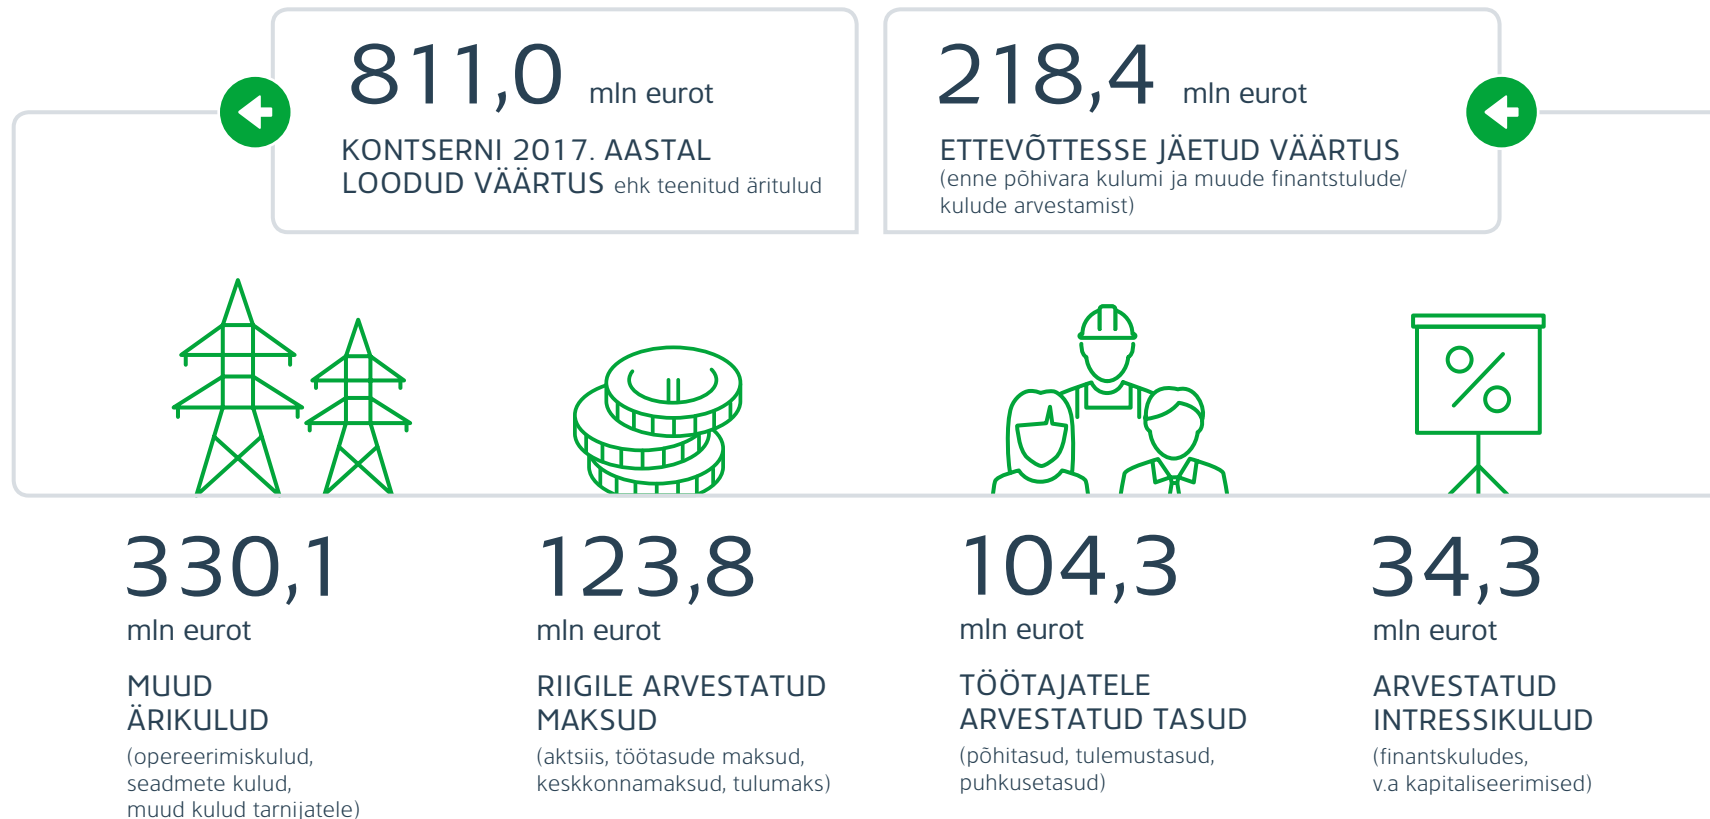 811,0 mln eurot
KONTSERNI 2017. AASTAL
LOODUD VÄÄRTUS ehk teenitud äritulud
218,4 mln eurot
ETTEVÕTTESSE JÄETUD VÄÄRTUS
(enne põhivara kulumi ja muude finantstulude/
kulude arvestamist)
330,1
mln eurot
MUUD
ÄRIKULUD
(opereerimiskulud,
seadmete kulud,
muud kulud tarnijatele)
123,8
mln eurot
RIIGILE ARVESTATUD
MAKSUD
(aktsiis, töötasude maksud,
keskkonnamaksud, tulumaks)
104,3
mln eurot
TÖÖTAJATELE
ARVESTATUD TASUD
(põhitasud, tulemustasud,
puhkusetasud)
34,3
mln eurot
ARVESTATUD
INTRESSIKULUD
(finantskuludes,
v.a kapitaliseerimised)